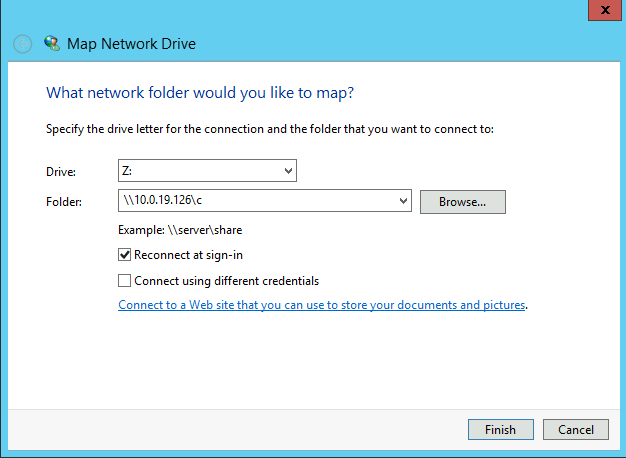 x
Map Network Drive
What network folder would you like to map?
Specify the drive letter for the connection and the folder that you want to connect to:
Drive: Z:
Folder: \\10.0.19.126\c Browse...
Example: \\server\share
Reconnect at sign-in
Connect using different credentials
Connect to a Web site that you can use to store your documents and pictures.
Finish Cancel